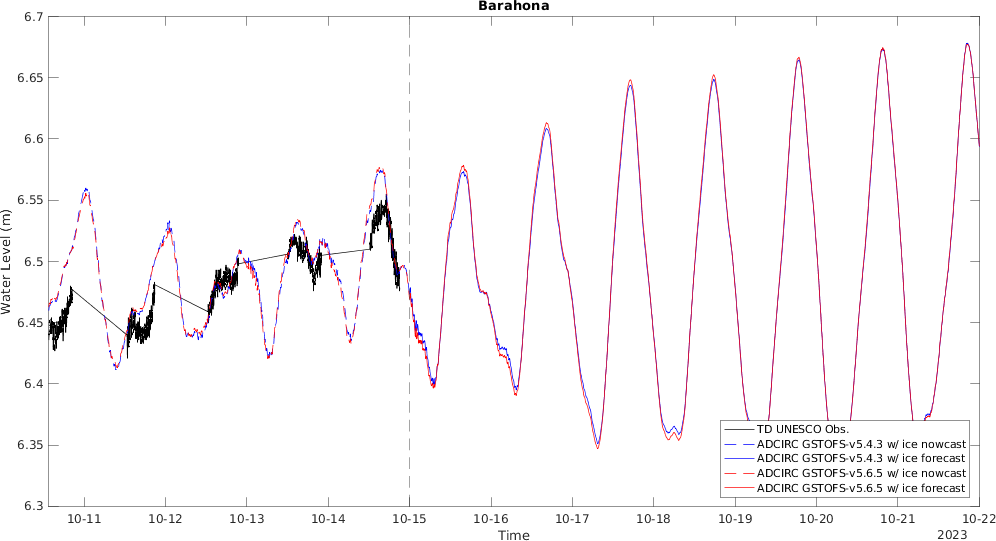 Barahona
Water Level (m)
6.7
6.65
6.6
6.55
6.5
6.45
6.4
6.35
6.3
TD UNESCO Obs.
ADCIRC GSTOFS-v5.4.3 w/ ice nowcast
ADCIRC GSTOFS-v5.4.3 w/ ice forecast
ADCIRC GSTOFS-v5.6.5 w/ ice nowcast
ADCIRC GSTOFS-v5.6.5 w/ ice forecast
10-11 10-12 10-13 10-14 10-15 10-16 10-17 10-18 10-19 10-20 10-21 10-22
Time
2023